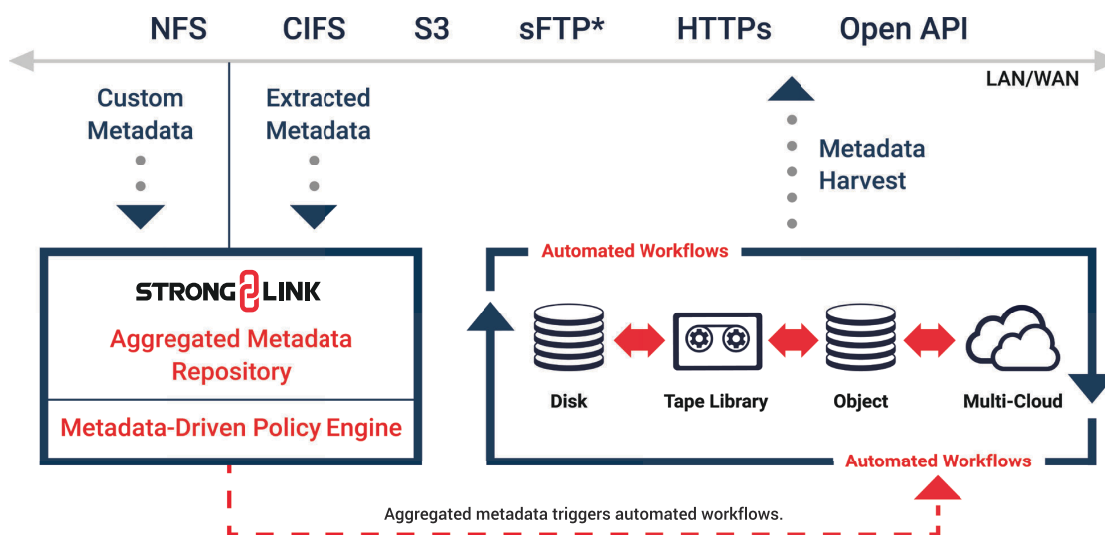 NFS CIFS S3 sFTP* HTTPs Open API
LAN/WAN
Custom
Metadata
Extracted
Metadata
Metadata
Harvest
STRONG LINK
Aggregated Metadata
Repository
Metadata-Driven Policy Engine
Automated Workflows
Disk Tape Library Object Multi-Cloud
Automated Workflows
Aggregated metadata triggers automated workflows.